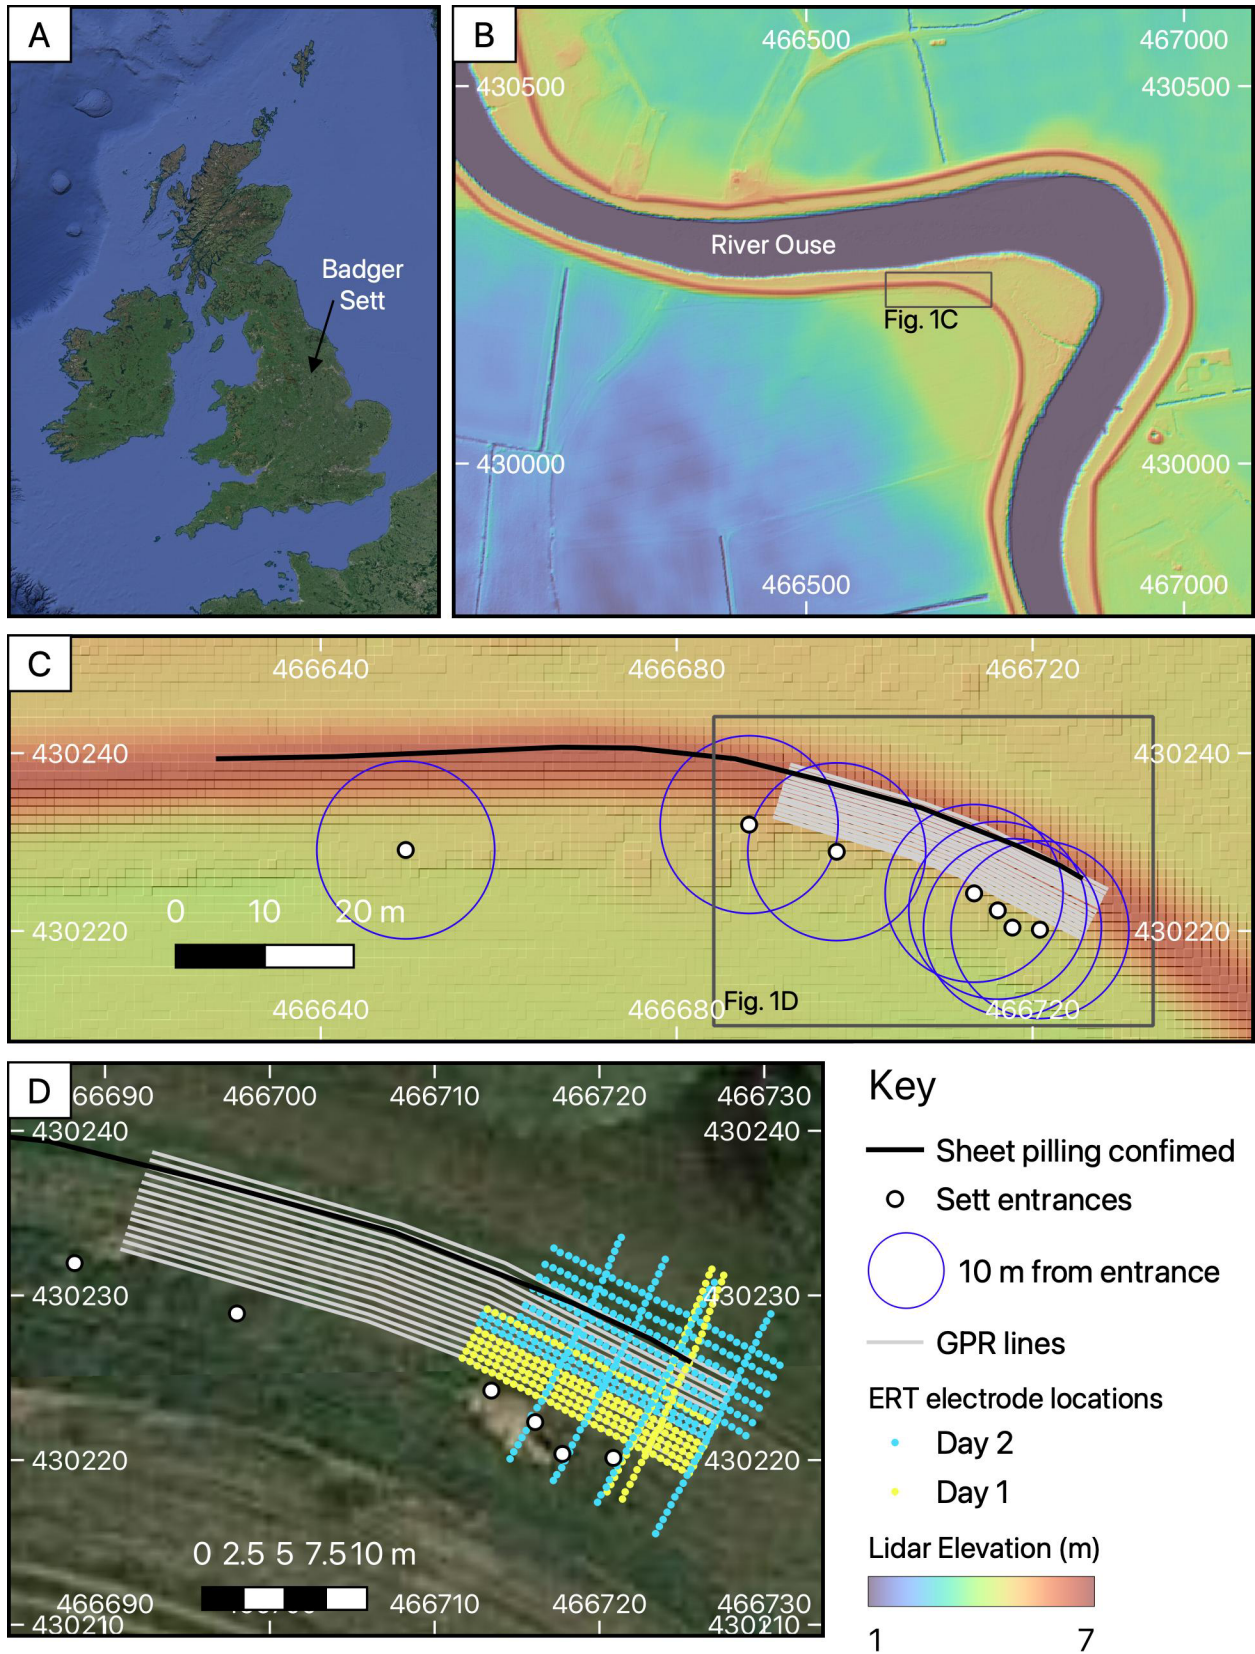 A
Badger
Sett
B
466500
467000
430500
430500
River Ouse
Fig. 1C
430000
430000
466500
467000
C
466640
466680
466720
430240
430240
0 10 20 m
430220
430220
466640
466680
Fig. 1D
466720
D
466690
466700
466710
466720
466730
430240
430240
430230
430230
430220
430220
0 2.5 5 7.510 m
466690
466710
466720
466730
430210
430210
Key
Sheet pilling confimed
Sett entrances
10 m from entrance
GPR lines
ERT electrode locations
Day 2
Day 1
Lidar Elevation (m)
1
7